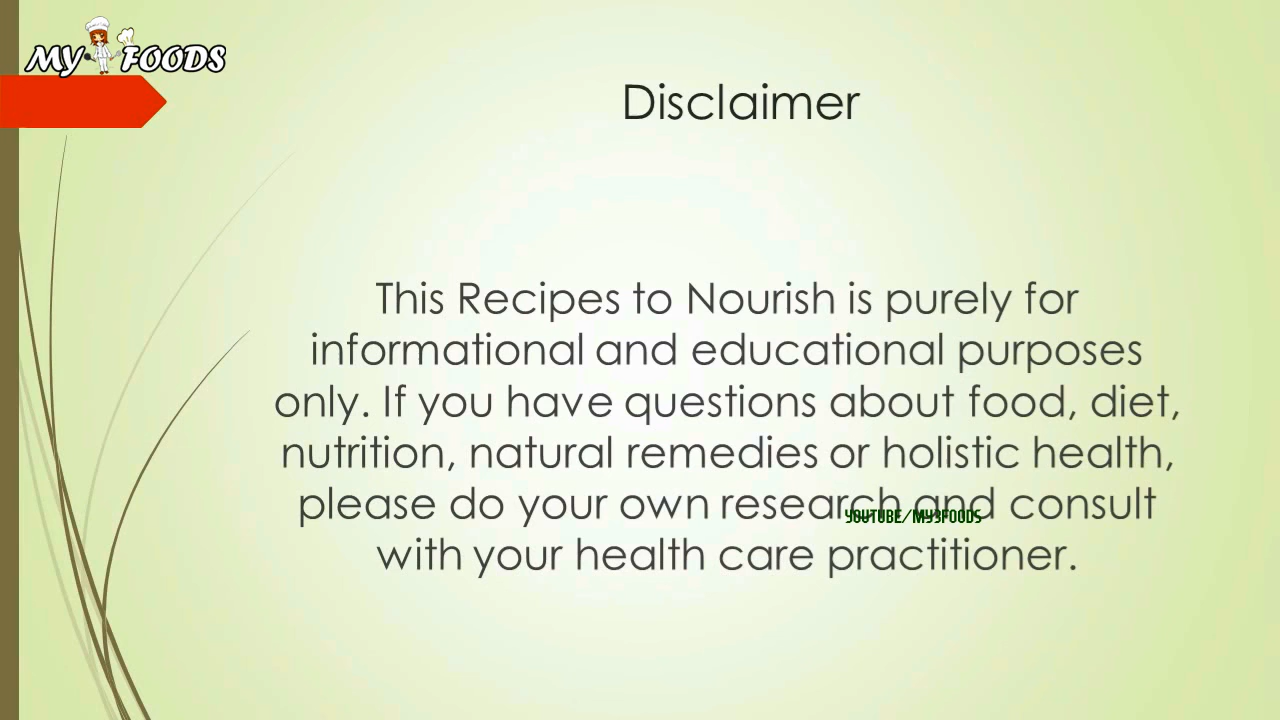 MY FOODS
Disclaimer
This Recipes to Nourish is purely for
informational and educational purposes
only. If you have questions about food, diet,
nutrition, natural remedies or holistic health,
please do your own research and consult
YOUTUBE/MY3FOODS
with your health care practitioner.